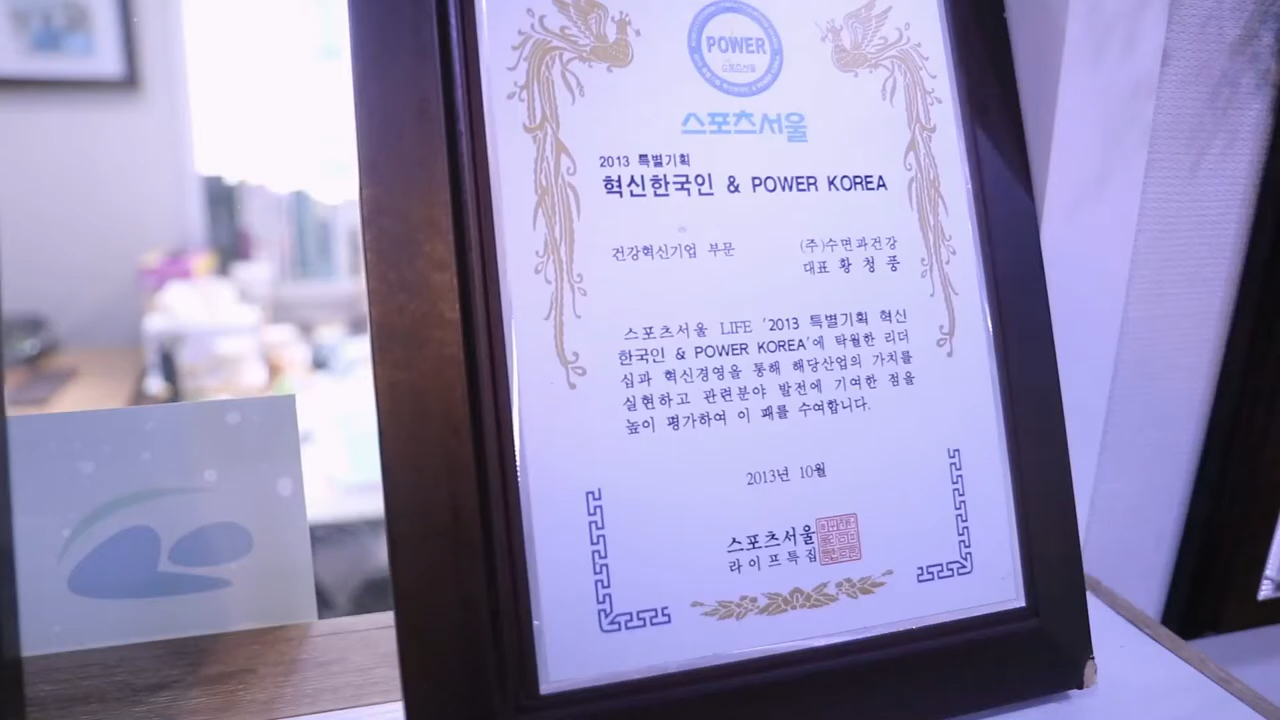 POWER
스포츠서울
스포츠서울
2013 특별기획
혁신한국인 & POWER KOREA
건강혁신기업 부문
(주)수면과건강
대표 황 청 풍
스포츠서울 LIFE '2013 특별기획 혁신
한국인 & POWER KOREA'에 탁월한 리더
십과 혁신경영을 통해 해당산업의 가치를
실현하고 관련분야 발전에 기여한 점을
높이 평가하여 이 패를 수여합니다.
2013년 10월
스포츠서울
라이프특집